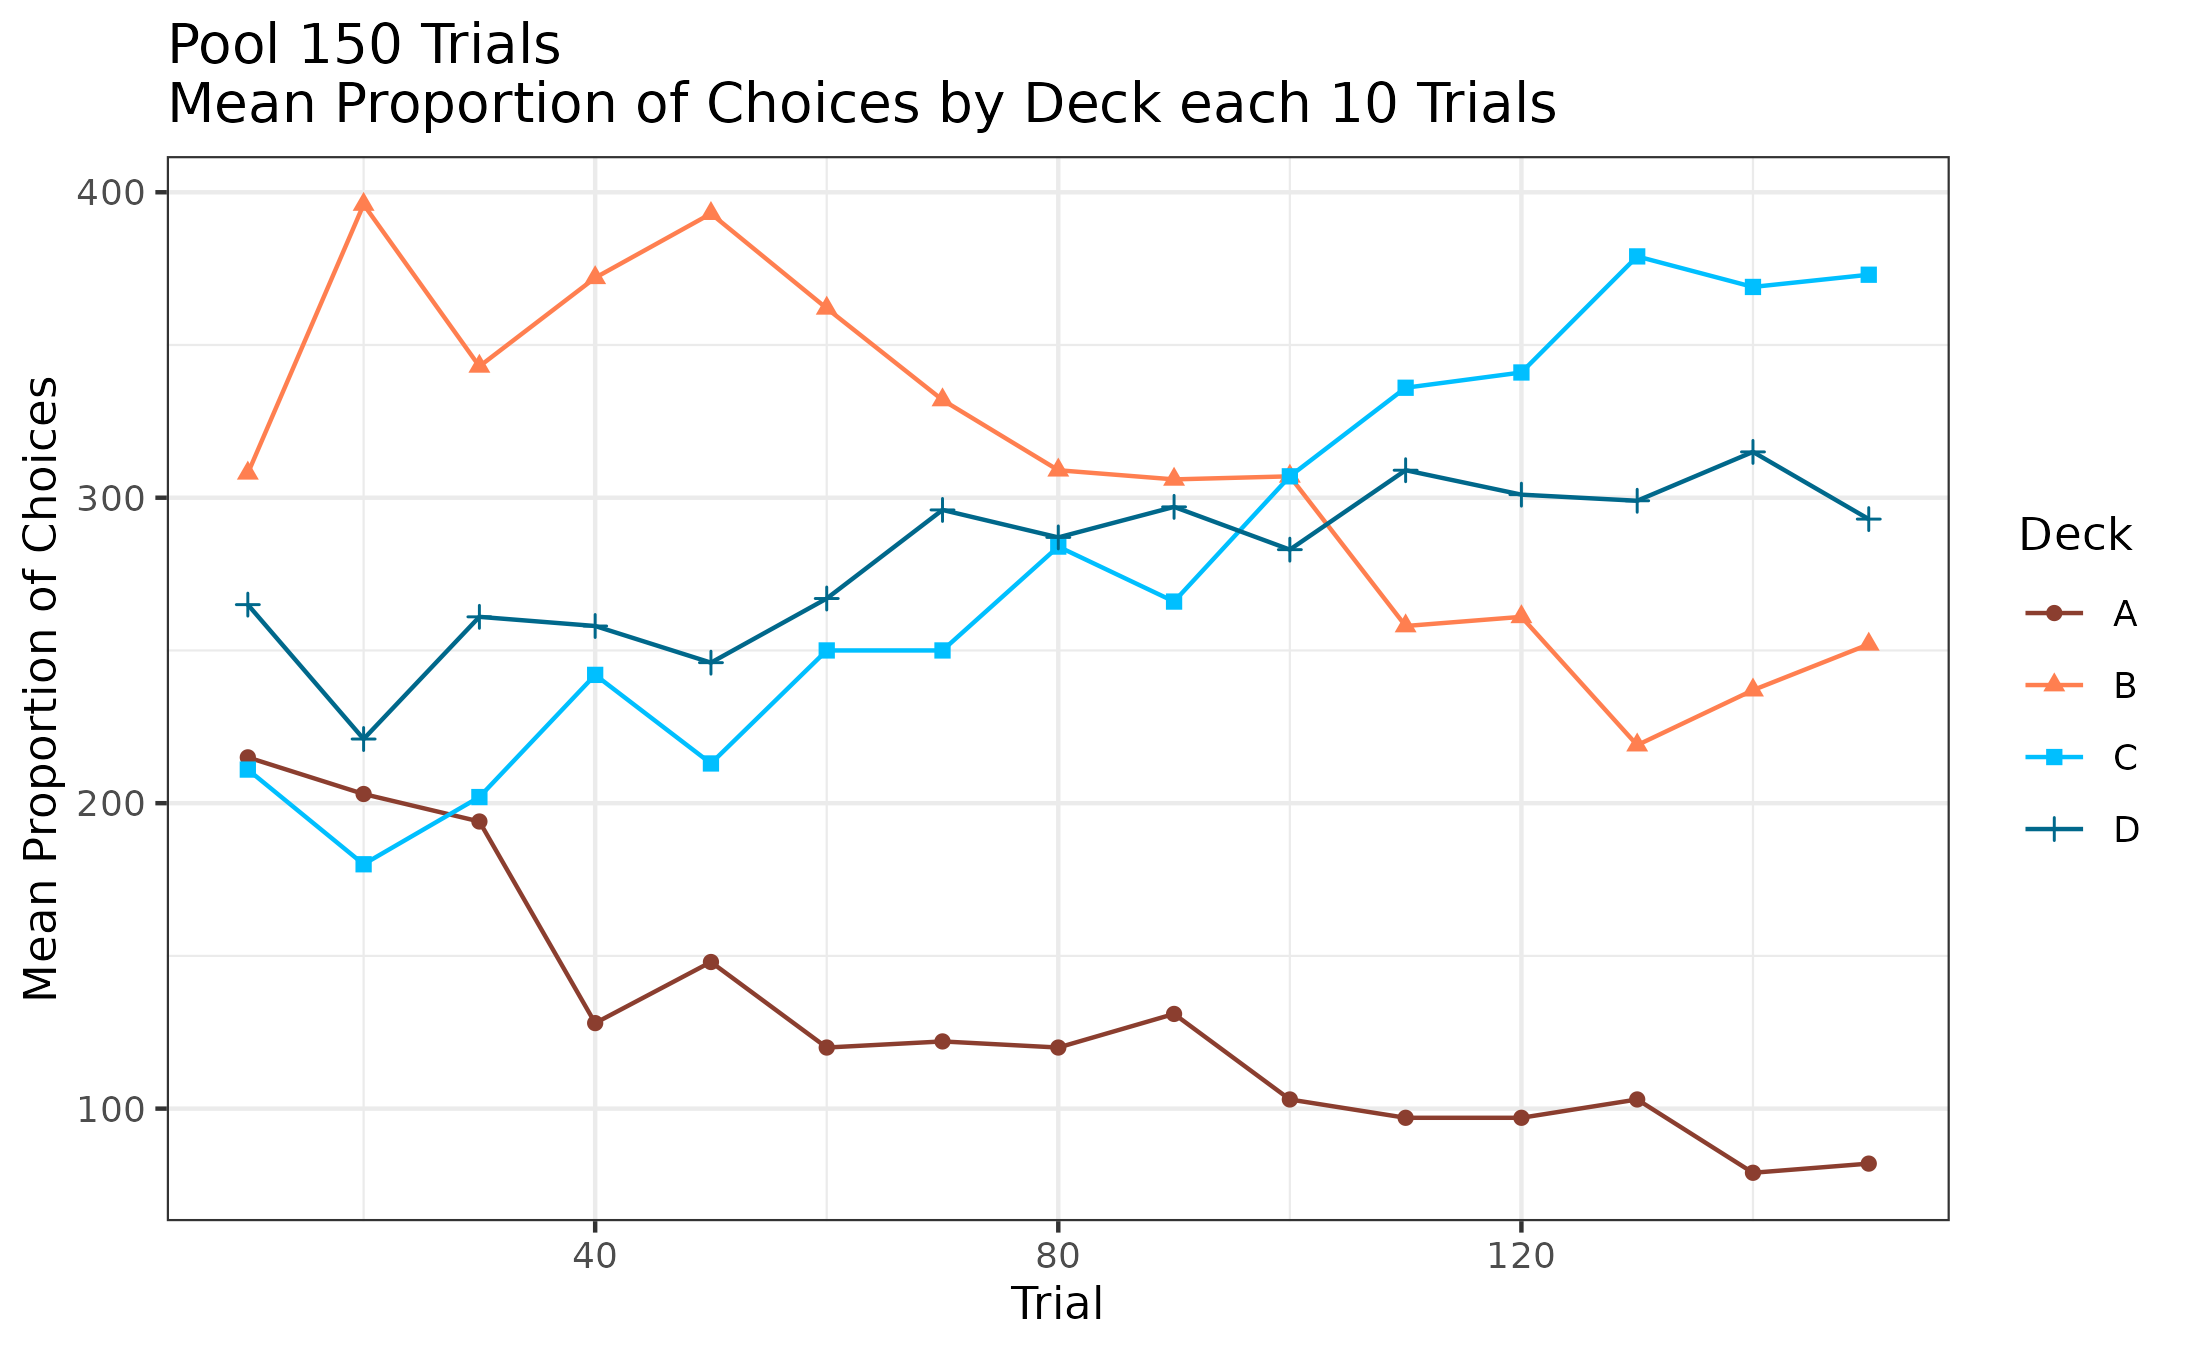 Pool 150 Trials
Mean Proportion of Choices by Deck each 10 Trials
Mean Proportion of Choices
400
300
200
100
40
80
120
Trial
Deck
A
B
C
D